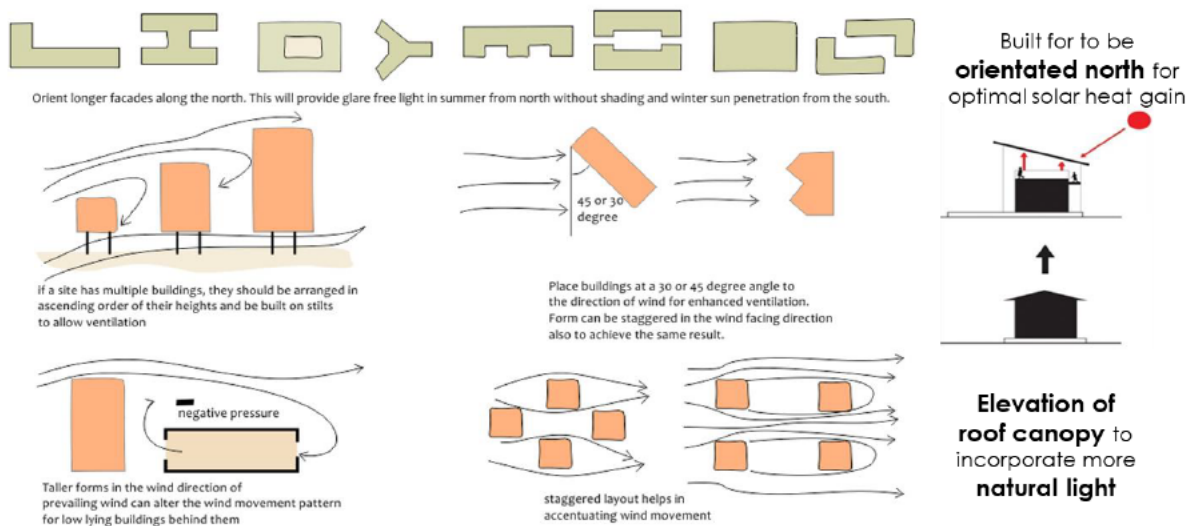 Orient longer facades along the north. This will provide glare free light in summer from north without shading and winter sun penetration from the south.
Built for to be
orientated north for
optimal solar heat gain
45 or 30
degree
if a site has multiple buildings, they should be arranged in
ascending order of their heights and be built on stilts
to allow ventilation
Place buildings at a 30 or 45 degree angle to
the direction of wind for enhanced ventilation.
Form can be staggered in the wind facing direction
also to achieve the same result.
negative pressure
Taller forms in the wind direction of
prevailing wind can alter the wind movement pattern
for low lying buildings behind them
staggered layout helps in
accentuating wind movement
Elevation of
roof canopy to
incorporate more
natural light